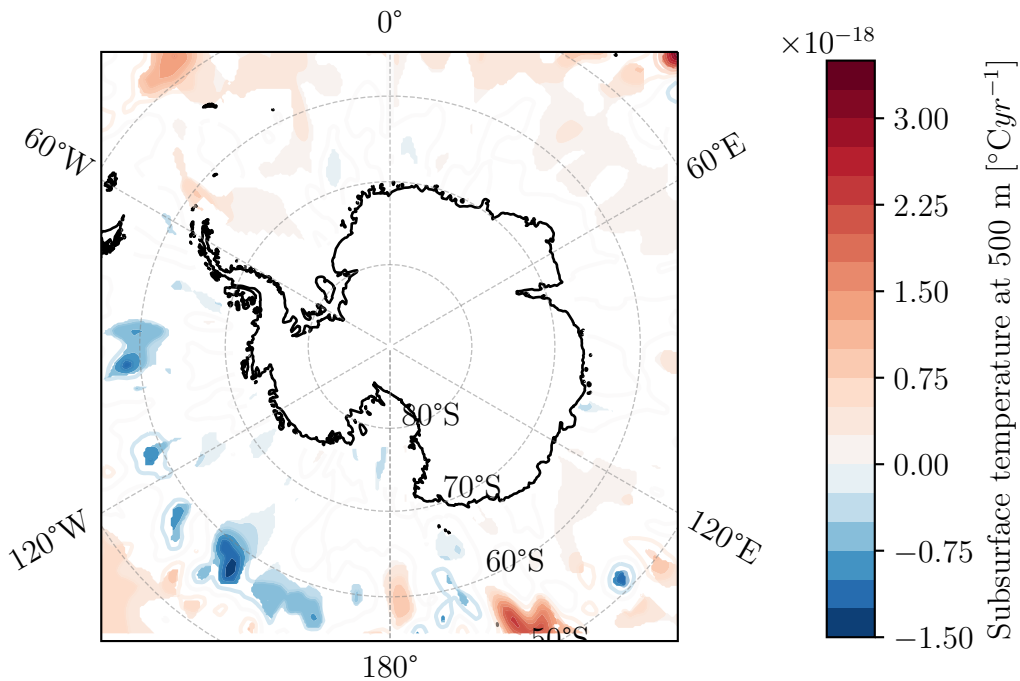 0°
×10⁻¹⁸
60°W
60°E
3.00
2.25
1.50
0.75
0.00
−0.75
−1.50
Subsurface temperature at 500 m [°Cyr⁻¹]
80°S
70°S
60°S
50°S
120°W
120°E
180°